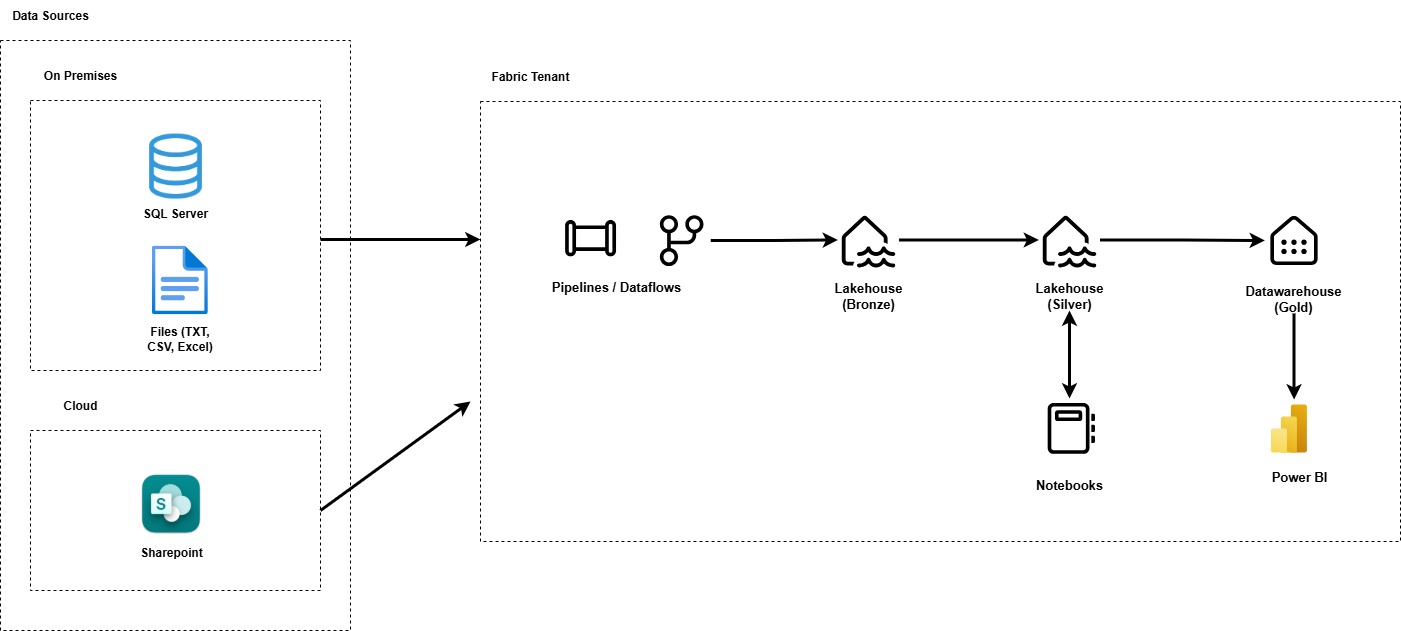 Data Sources
On Premises
SQL Server
Files (TXT,
CSV, Excel)
Cloud
S
Sharepoint
Fabric Tenant
Pipelines / Dataflows
Lakehouse
(Bronze)
Lakehouse
(Silver)
Datawarehouse
(Gold)
Notebooks
Power BI